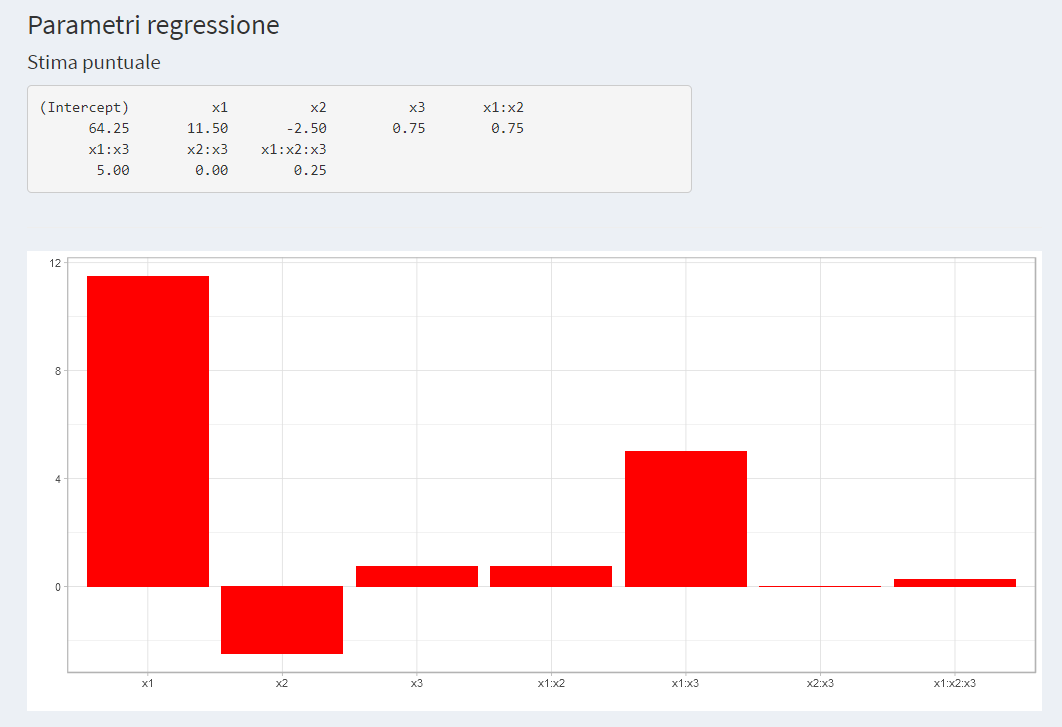 Parametri regressione
Stima puntuale
(Intercept) x1 x2 x3 x1:x2
64.25 11.50 -2.50 0.75 0.75
x1:x3 x2:x3 x1:x2:x3
5.00 0.00 0.25
12
8
4
0
x1 x2 x3 x1:x2 x1:x3 x2:x3 x1:x2:x3